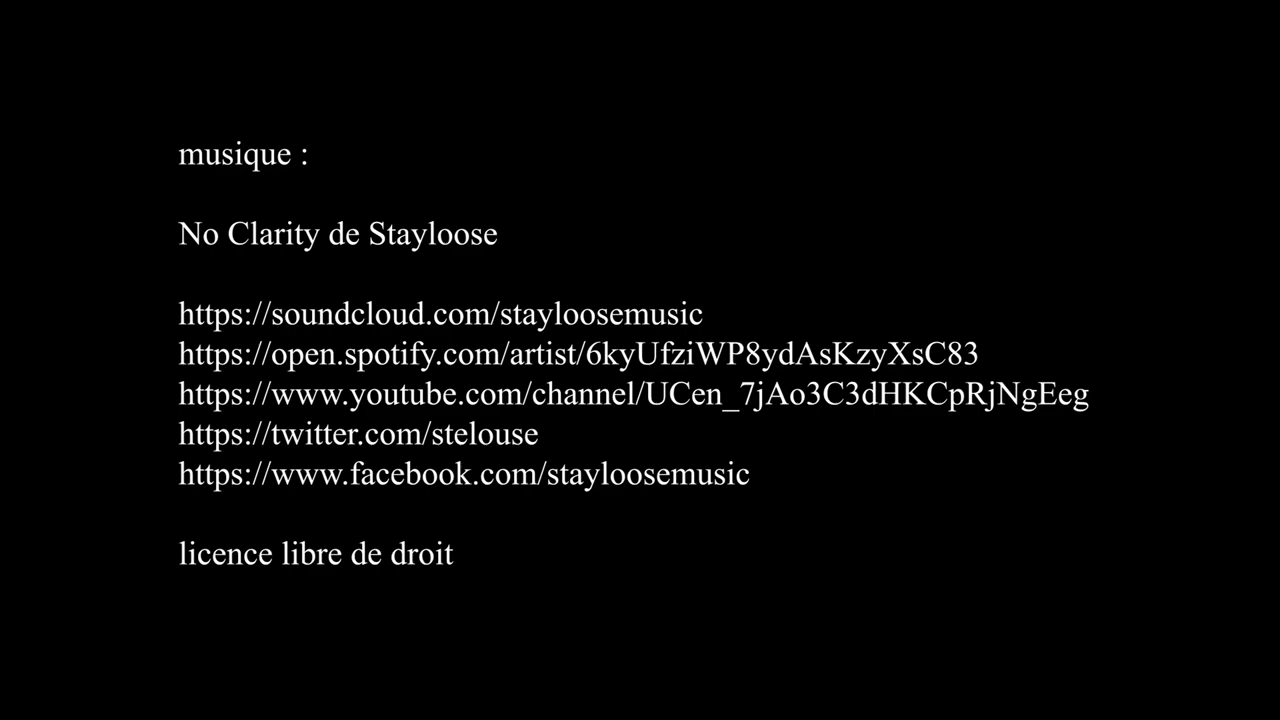 musique :
No Clarity de Stayloose
https://soundcloud.com/stayloosemusic
https://open.spotify.com/artist/6kyUfziWP8ydAsKzyXsC83
https://www.youtube.com/channel/UCen_7jAo3C3dHKCpRjNgEeg
https://twitter.com/stelouse
https://www.facebook.com/stayloosemusic
licence libre de droit